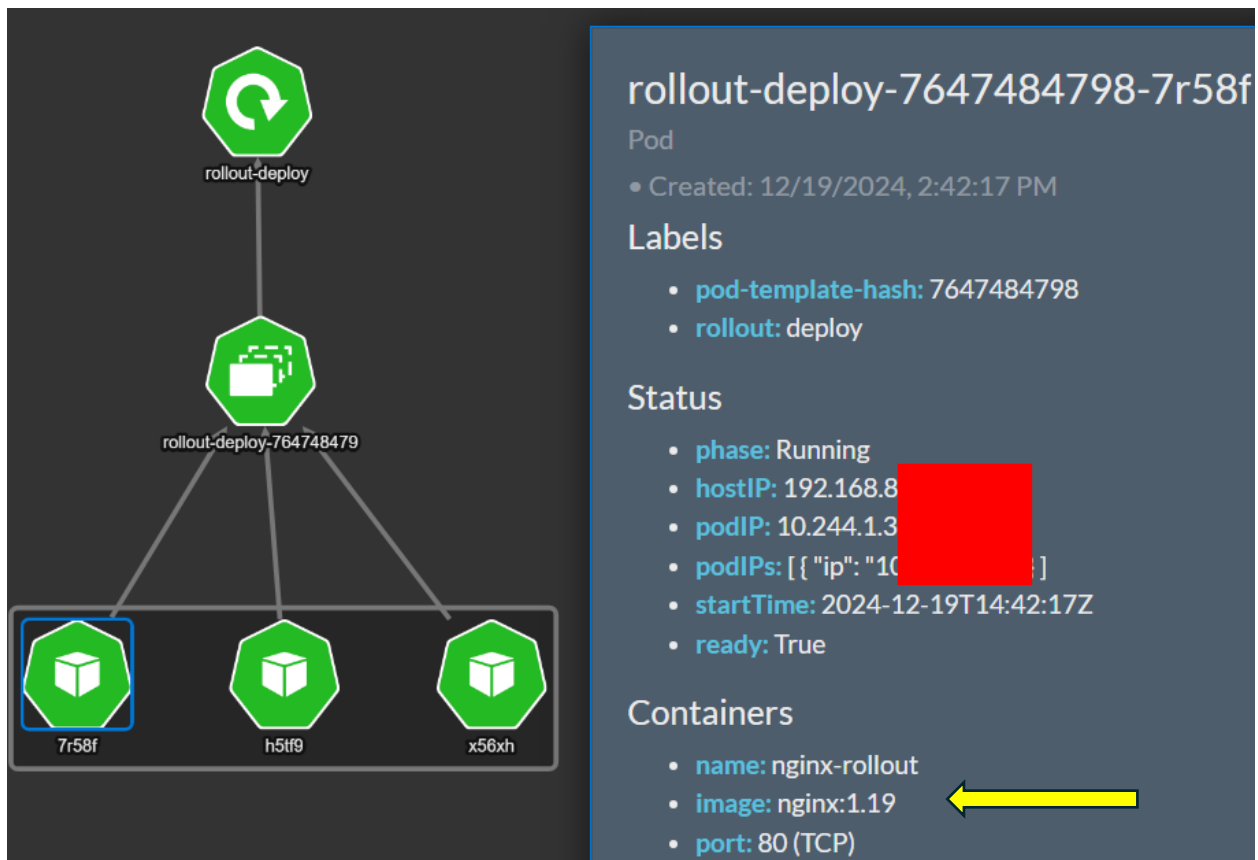 rollout-deploy
rollout-deploy-764748479
7r58f
h5tf9
x56xh
rollout-deploy-7647484798-7r58f
Pod
• Created: 12/19/2024, 2:42:17 PM
Labels
• pod-template-hash: 7647484798
• rollout: deploy
Status
• phase: Running
• hostIP: 192.168.8
• podIP: 10.244.1.3
• podIPs: [ { "ip": "10 ]
• startTime: 2024-12-19T14:42:17Z
• ready: True
Containers
• name: nginx-rollout
• image: nginx:1.19
• port: 80 (TCP)